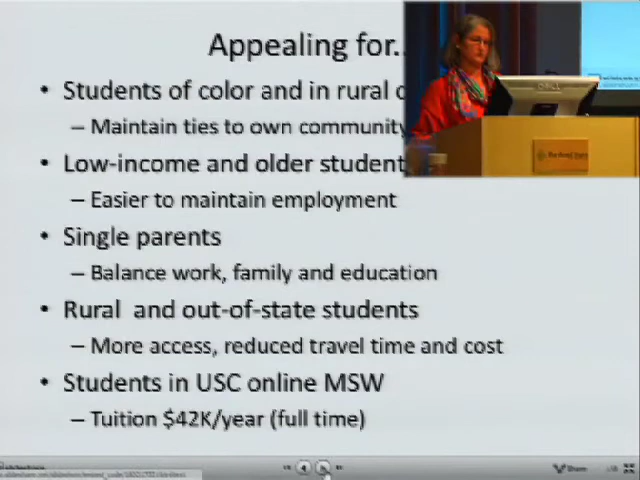 Appealing for..
• Students of color and in rural
– Maintain ties to own community
• Low-income and older student
– Easier to maintain employment
• Single parents
– Balance work, family and education
• Rural and out-of-state students
– More access, reduced travel time and cost
• Students in USC online MSW
– Tuition $42K/year (full time)
DELL
Share